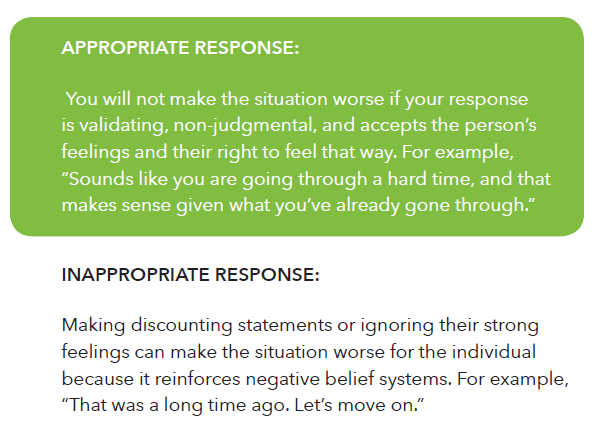 APPROPRIATE RESPONSE:
You will not make the situation worse if your response
is validating, non-judgmental, and accepts the person’s
feelings and their right to feel that way. For example,
“Sounds like you are going through a hard time, and that
makes sense given what you’ve already gone through.”
INAPPROPRIATE RESPONSE:
Making discounting statements or ignoring their strong
feelings can make the situation worse for the individual
because it reinforces negative belief systems. For example,
“That was a long time ago. Let’s move on.”